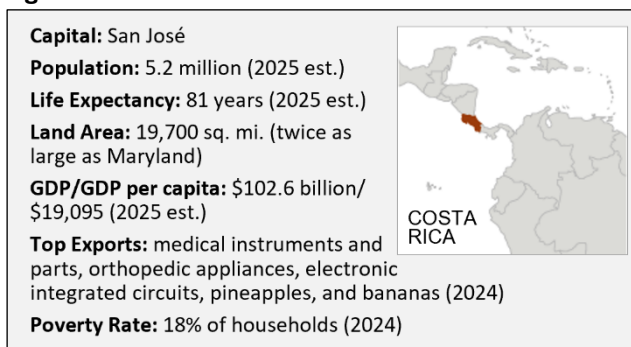 Capital: San José
Population: 5.2 million (2025 est.)
Life Expectancy: 81 years (2025 est.)
Land Area: 19,700 sq. mi. (twice as
large as Maryland)
GDP/GDP per capita: $102.6 billion/
$19,095 (2025 est.)
Top Exports: medical instruments and
parts, orthopedic appliances, electronic
integrated circuits, pineapples, and bananas (2024)
Poverty Rate: 18% of households (2024)
COSTA
RICA